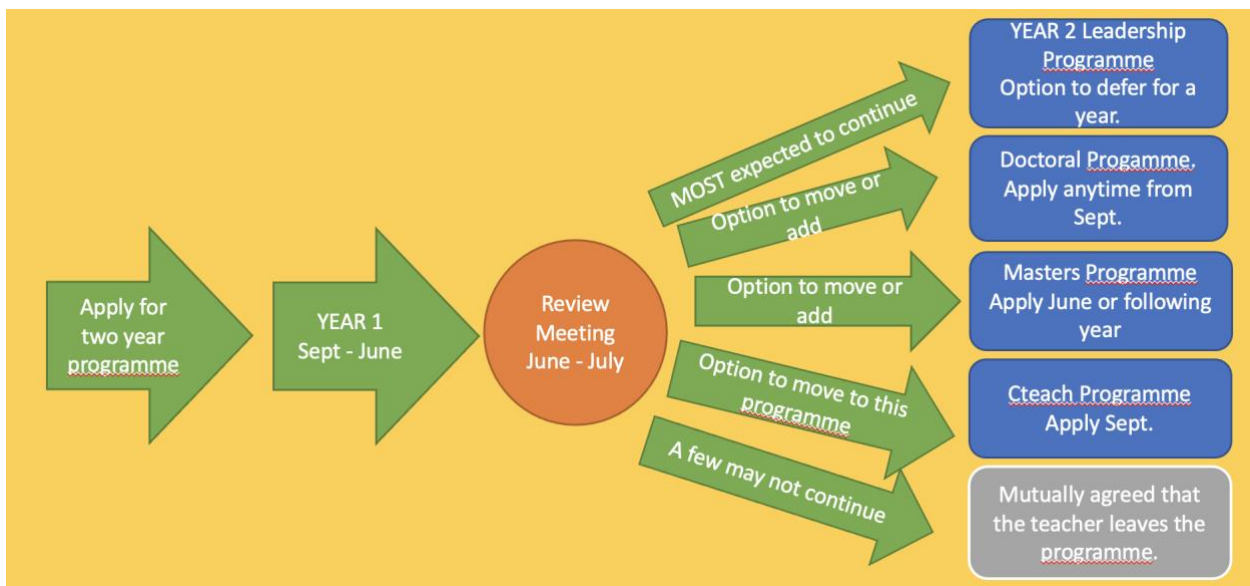 Apply for
two year
programme
YEAR 1
Sept - June
Review
Meeting
June - July
MOST expected to continue
YEAR 2 Leadership
Programme
Option to defer for a
year.
Option to move or
add
Doctoral Progamme.
Apply anytime from
Sept.
Option to move or
add
Masters Programme
Apply June or following
year
Option to move to this
programme
Cteach Programme
Apply Sept.
A few may not continue
Mutually agreed that
the teacher leaves the
programme.